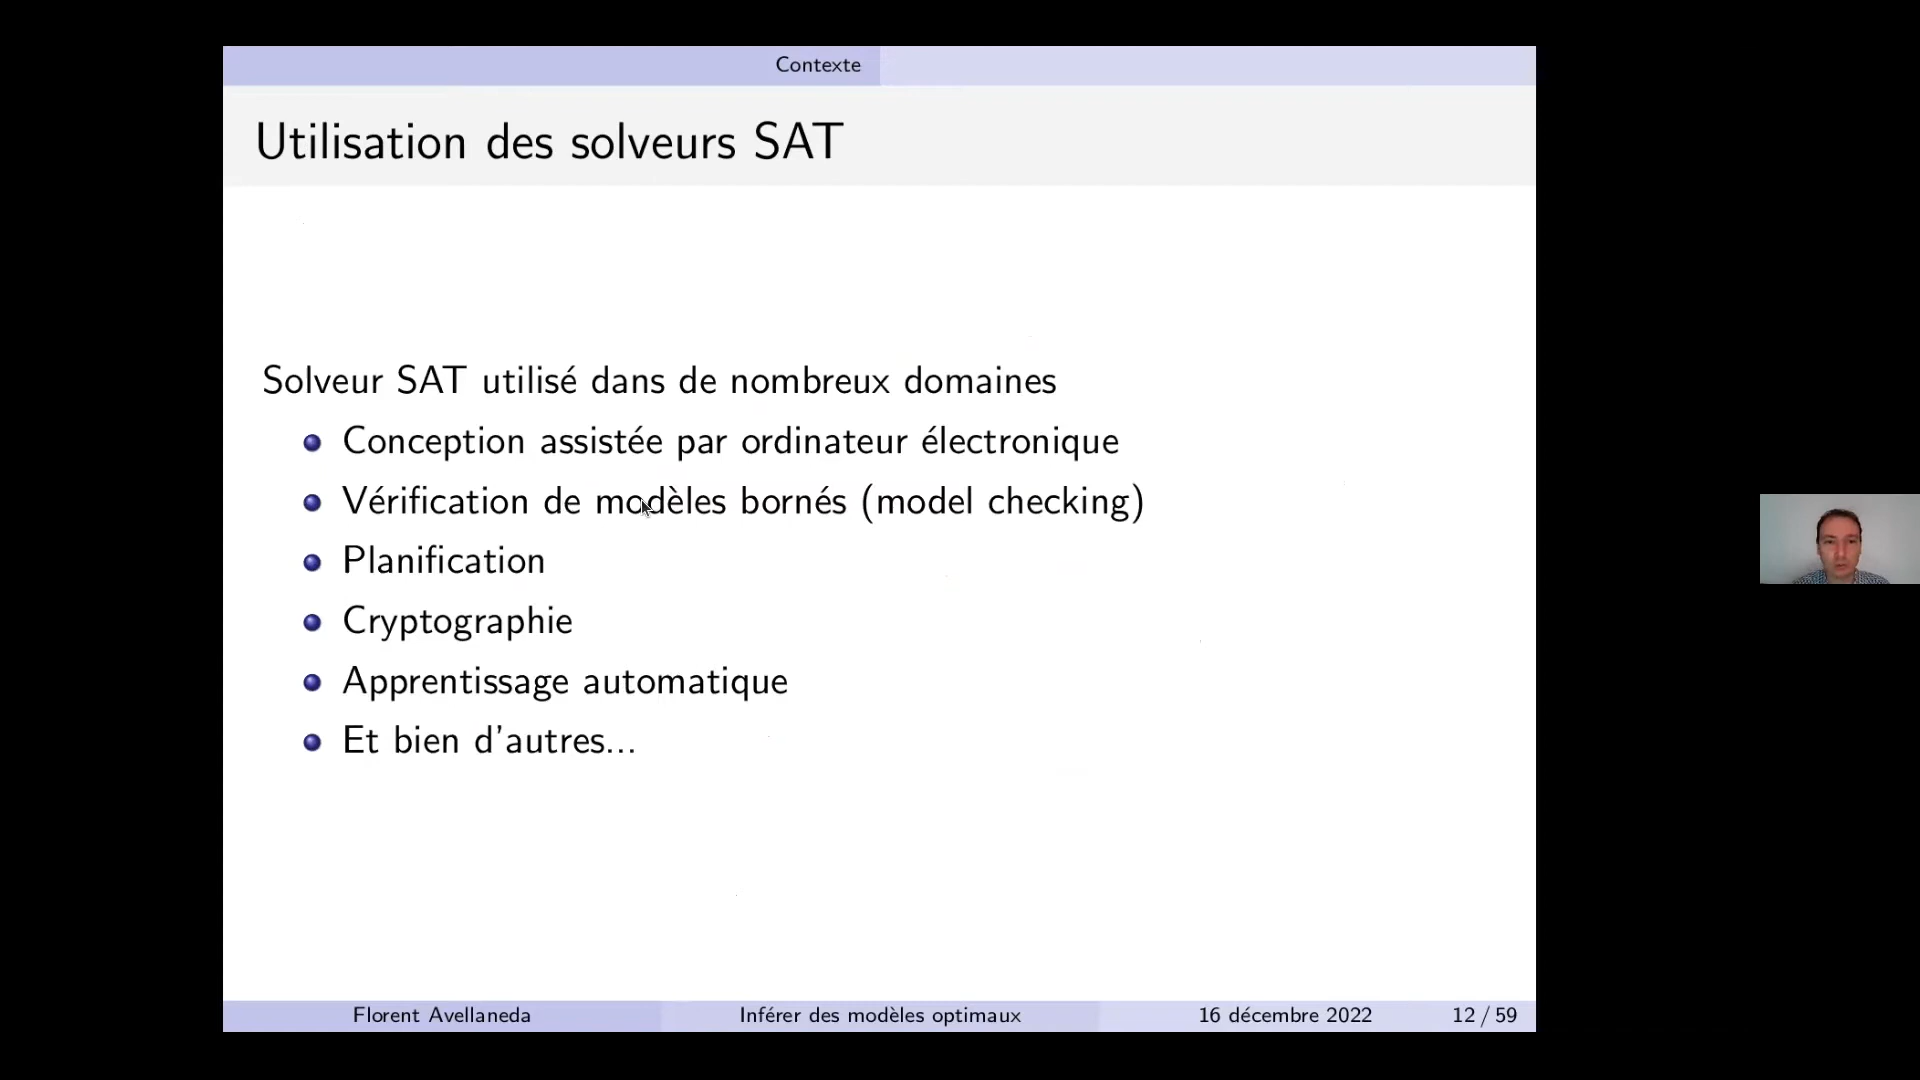 Contexte
Utilisation des solveurs SAT
Solveur SAT utilisé dans de nombreux domaines
Conception assistée par ordinateur électronique
Vérification de modèles bornés (model checking)
Planification
Cryptographie
Apprentissage automatique
Et bien d'autres...
Florent Avellaneda Inférer des modèles optimaux 16 décembre 2022 12 / 59